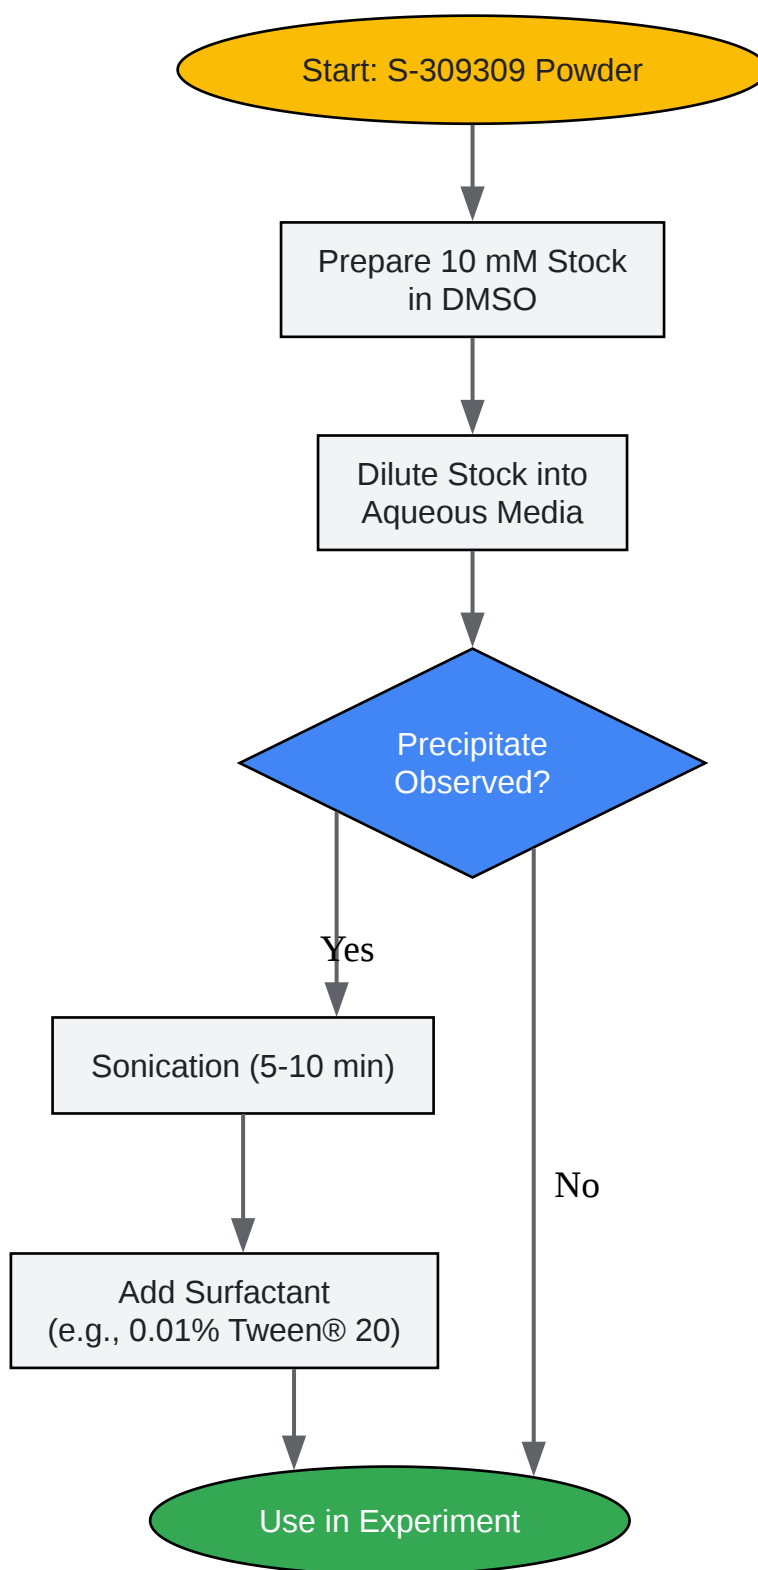 Start: S-309309 Powder
Prepare 10 mM Stock
in DMSO
Dilute Stock into
Aqueous Media
Precipitate
Observed?
Yes
Sonication (5-10 min)
No
Add Surfactant
(e.g., 0.01% Tween® 20)
Use in Experiment